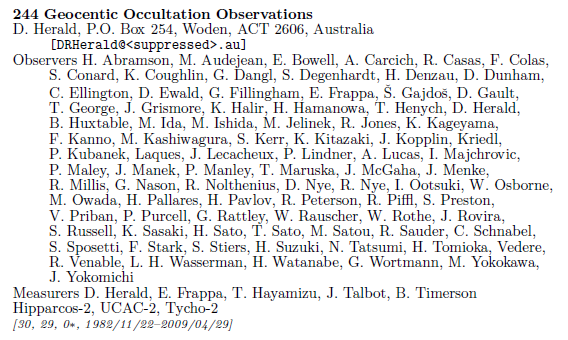 244 Geocentric Occultation Observations
D. Herald, P.O. Box 254, Woden, ACT 2606, Australia
[DRHerald@<suppressed>.au]
Observers H. Abramson, M. Audejean, E. Bowell, A. Carcich, R. Casas, F. Colas,
S. Conard, K. Coughlin, G. Dangl, S. Degenhardt, H. Denzau, D. Dunham,
C. Ellington, D. Ewald, G. Fillingham, E. Frappa, Š. Gajdoš, D. Gault,
T. George, J. Grismore, K. Halir, H. Hamanowa, T. Henych, D. Herald,
B. Huxtable, M. Ida, M. Ishida, M. Jelinek, R. Jones, K. Kageyama,
F. Kanno, M. Kashiwagura, S. Kerr, K. Kitazaki, J. Kopplin, Kriedl,
P. Kubanek, Laques, J. Lecacheux, P. Lindner, A. Lucas, I. Majchrovic,
P. Maley, J. Manek, P. Manley, T. Maruska, J. McGaha, J. Menke,
R. Millis, G. Nason, R. Nolthenius, D. Nye, R. Nye, I. Ootsuki, W. Osborne,
M. Owada, H. Pallares, H. Pavlov, R. Peterson, R. Piffl, S. Preston,
V. Priban, P. Purcell, G. Rattley, W. Rauscher, W. Rothe, J. Rovira,
S. Russell, K. Sasaki, H. Sato, T. Sato, M. Satou, R. Sauder, C. Schnabel,
S. Sposetti, F. Stark, S. Stiers, H. Suzuki, N. Tatsumi, H. Tomioka, Vedere,
R. Venable, L. H. Wasserman, H. Watanabe, G. Wortmann, M. Yokokawa,
J. Yokomichi
Measurers D. Herald, E. Frappa, T. Hayamizu, J. Talbot, B. Timerson
Hipparcos-2, UCAC-2, Tycho-2
[30, 29, 0*, 1982/11/22–2009/04/29]